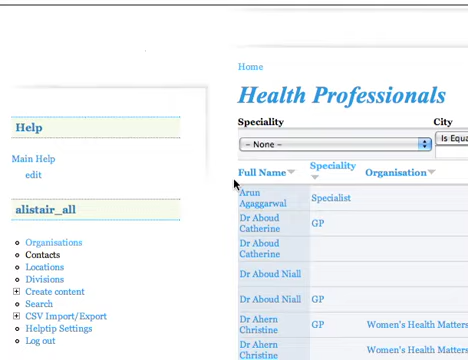 Home
Health Professionals
Speciality
City
- None -
Is Equa
Full Name
Speciality
Organisation
Arun
Agaggarwal
Specialist
Dr Aboud
Catherine
GP
Dr Aboud
Catherine
Dr Aboud Niall
Dr Aboud Niall
GP
Dr Ahern
Christine
GP
Women's Health Matters
Dr Ahern
Christine
Women's Health Matters
Help
Main Help
edit
alistair_all
Organisations
Contacts
Locations
Divisions
Create content
Search
CSV Import/Export
Helptip Settings
Log out